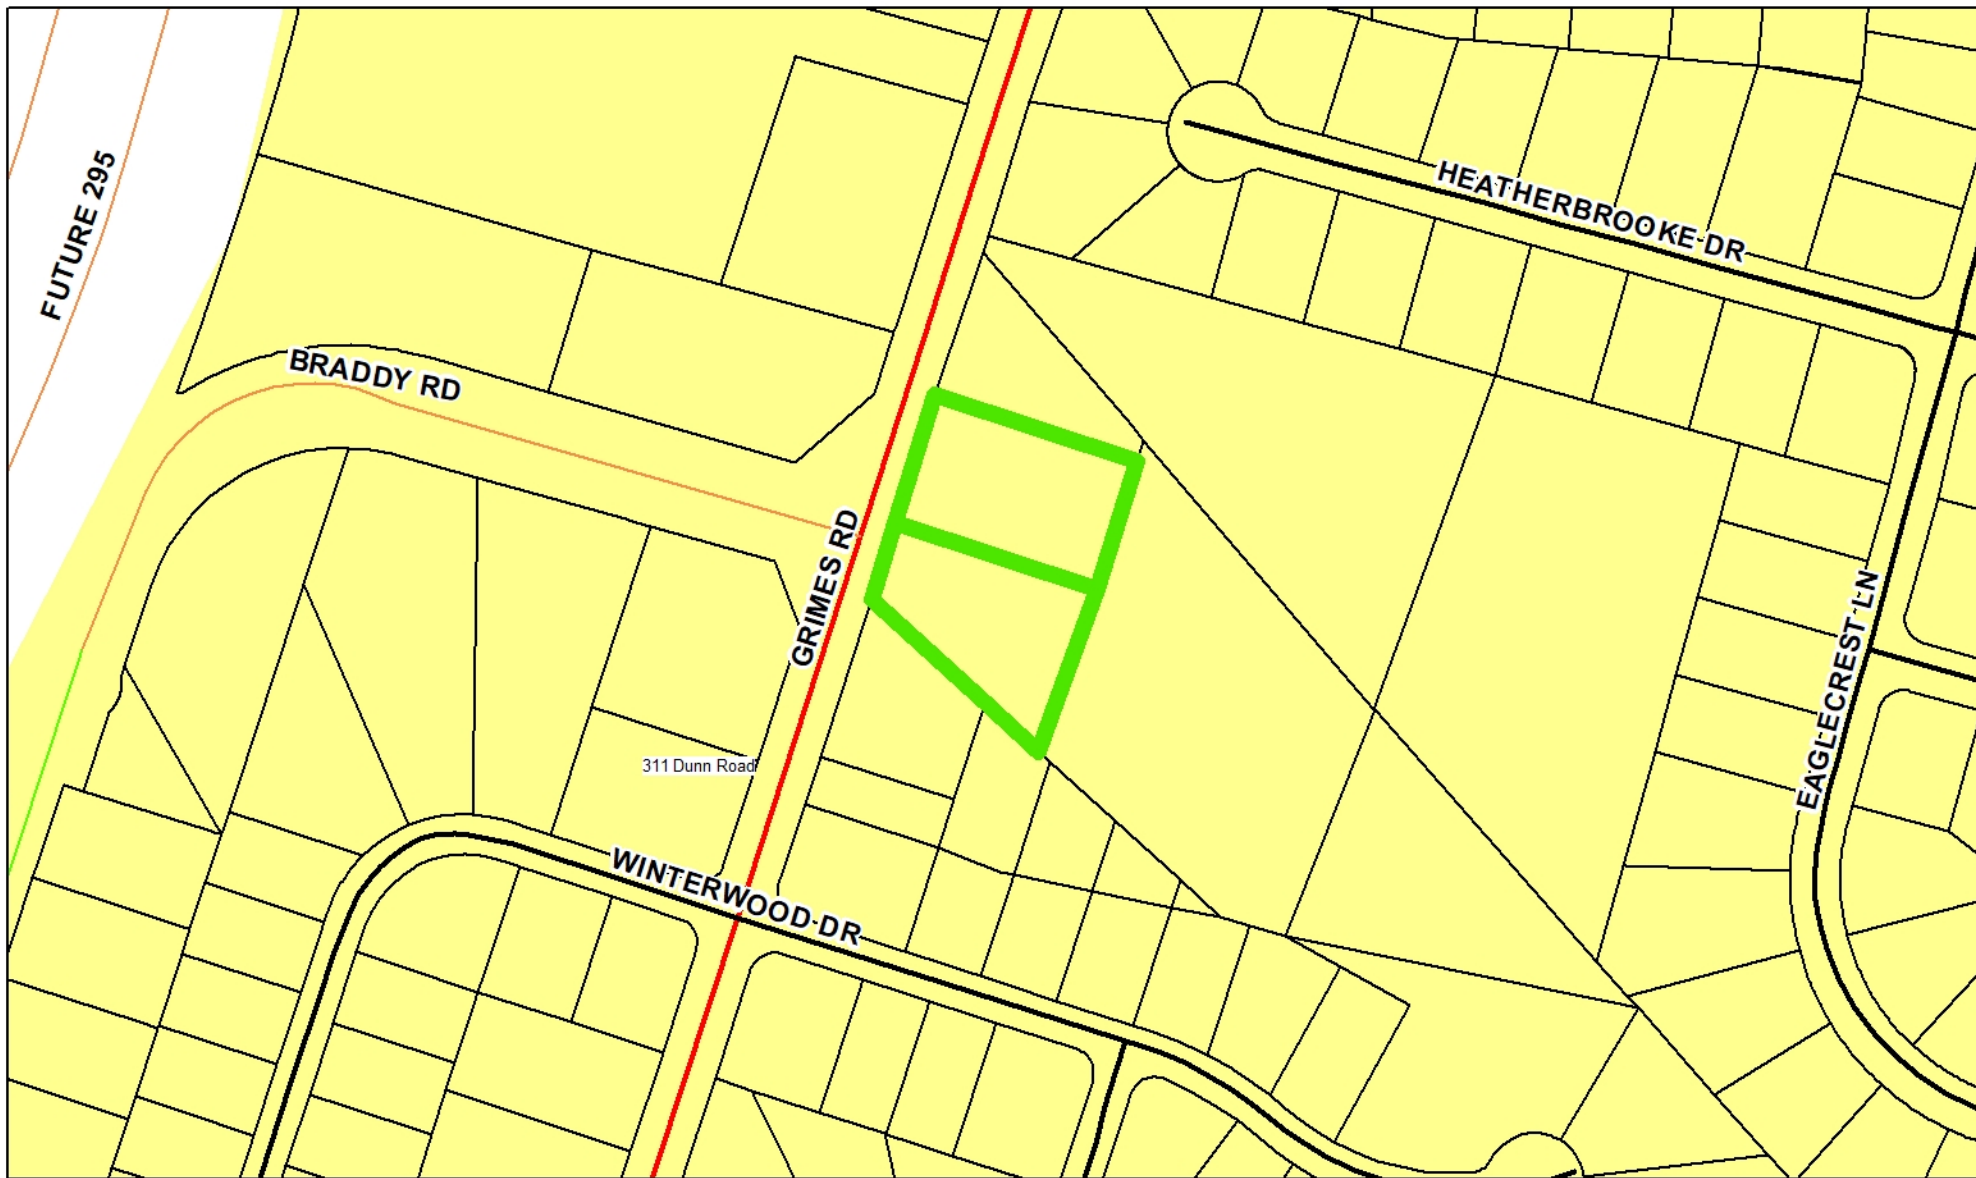 HEATHERBROOKE DR
FUTURE 295
BRADDY RD
GRIMES RD
EAGLECREST LN
311 Dunn Road
WINTERWOOD DR